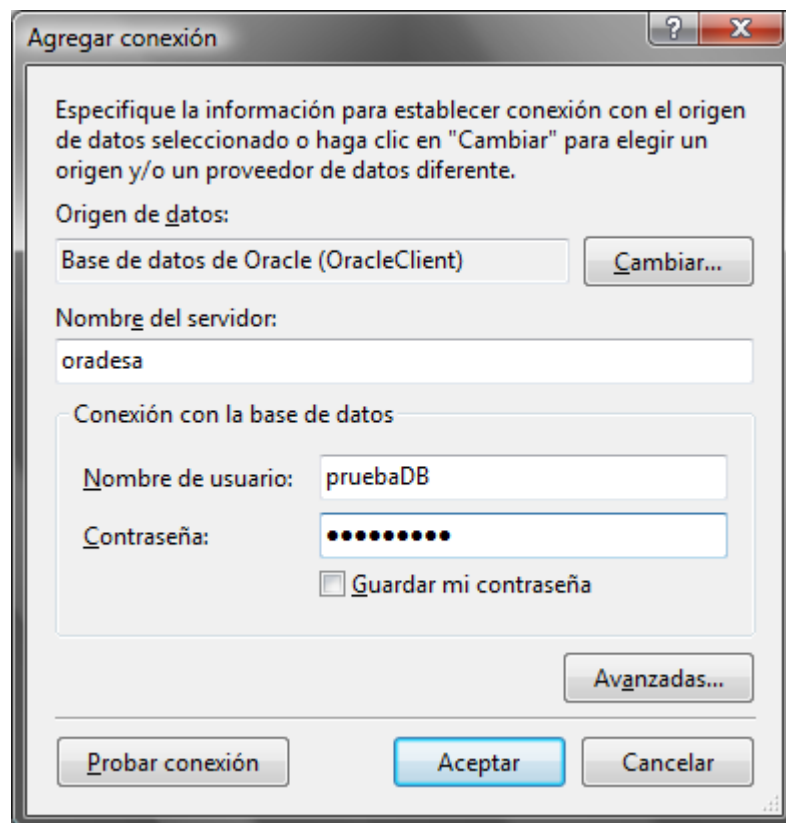 Agregar conexión
Especifique la información para establecer conexión con el origen
de datos seleccionado o haga clic en "Cambiar" para elegir un
origen y/o un proveedor de datos diferente.
Origen de datos:
Base de datos de Oracle (OracleClient)
Cambiar...
Nombre del servidor:
oradesa
Conexión con la base de datos
Nombre de usuario:
pruebaDB
Contraseña:
●●●●●●●●●
Guardar mi contraseña
Avanzadas...
Probar conexión
Aceptar
Cancelar